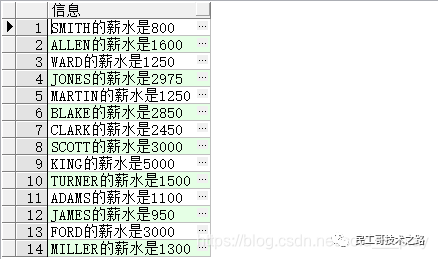 信息
1 SMITH的薪水是800
2 ALLEN的薪水是1600
3 WARD的薪水是1250
4 JONES的薪水是2975
5 MARTIN的薪水是1250
6 BLAKE的薪水是2850
7 CLARK的薪水是2450
8 SCOTT的薪水是3000
9 KING的薪水是5000
10 TURNER的薪水是1500
11 ADAMS的薪水是1100
12 JAMES的薪水是950
13 FORD的薪水是3000
14 MILLER的薪水是1300
民工哥技术之路